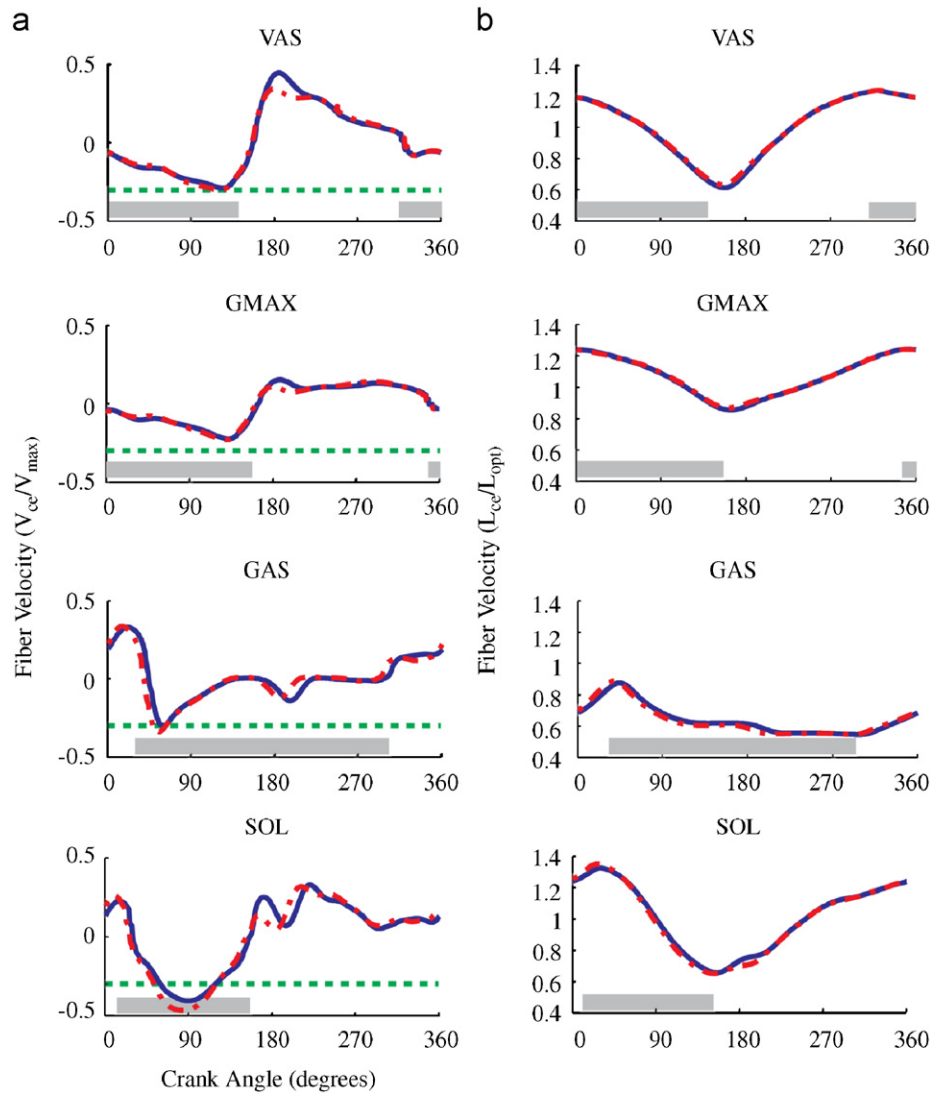 a
b
VAS
0.5
0
-0.5
0 90 180 270 360
VAS
1.4
1.2
1
0.8
0.6
0.4
0 90 180 270 360
GMAX
0.5
0
-0.5
0 90 180 270 360
GMAX
1.4
1.2
1
0.8
0.6
0.4
0 90 180 270 360
GAS
0.5
0
-0.5
0 90 180 270 360
GAS
1.4
1.2
1
0.8
0.6
0.4
0 90 180 270 360
SOL
0.5
0
-0.5
0 90 180 270 360
SOL
1.4
1.2
1
0.8
0.6
0.4
0 90 180 270 360
Fiber Velocity (Vce/Vmax)
Fiber Velocity (Lce/Lopt)
Crank Angle (degrees)